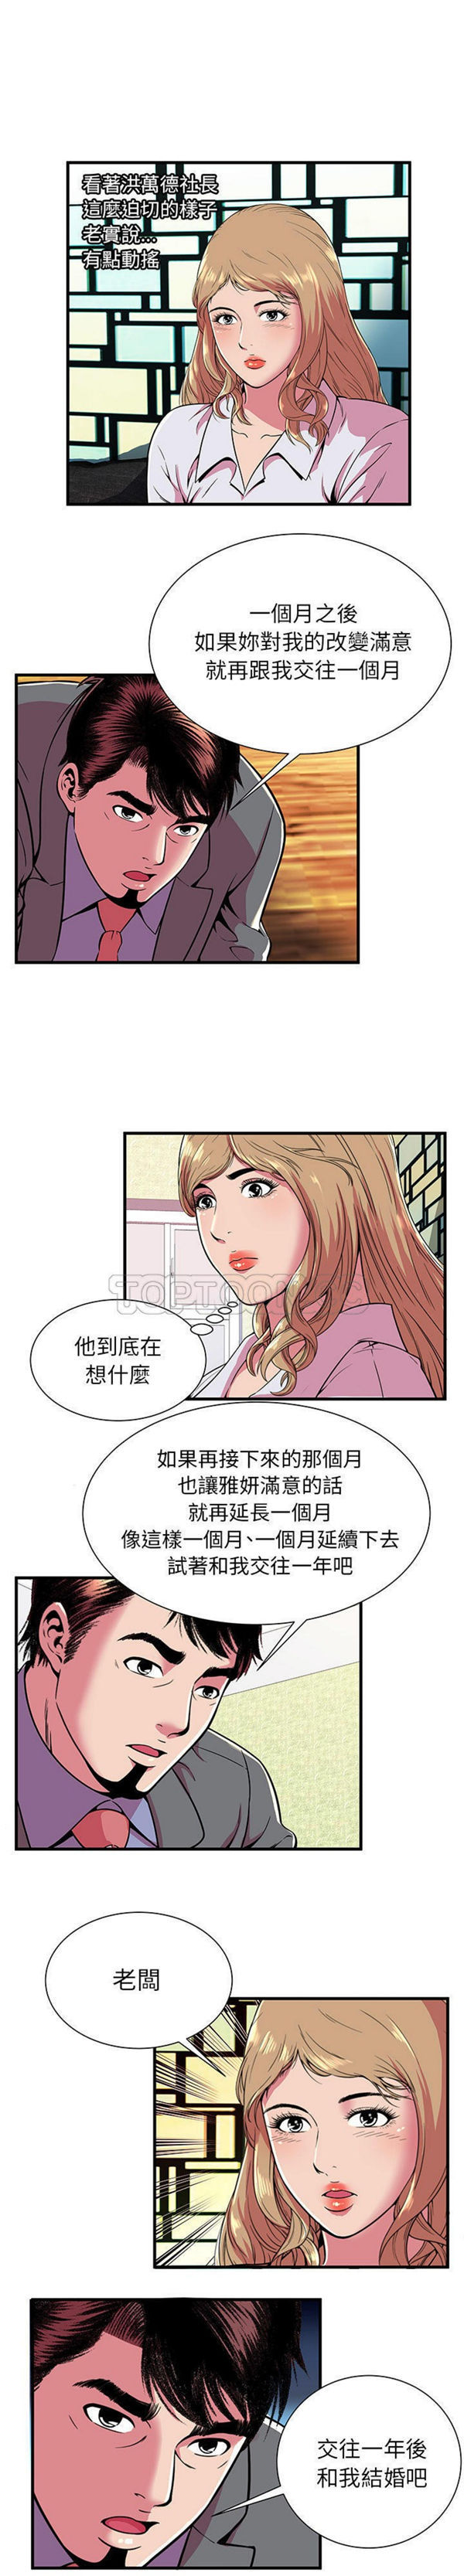 看著洪萬德社長
這麼迫切的樣子
老實說…
有點動搖
一個月之後
如果妳對我的改變滿意
就再跟我交往一個月
他到底在
想什麼
如果再接下來的那個月
也讓雅妍滿意的話
就再延長一個月
像這樣一個月、一個月延續下去
試著和我交往一年吧
老闆
交往一年後
和我結婚吧